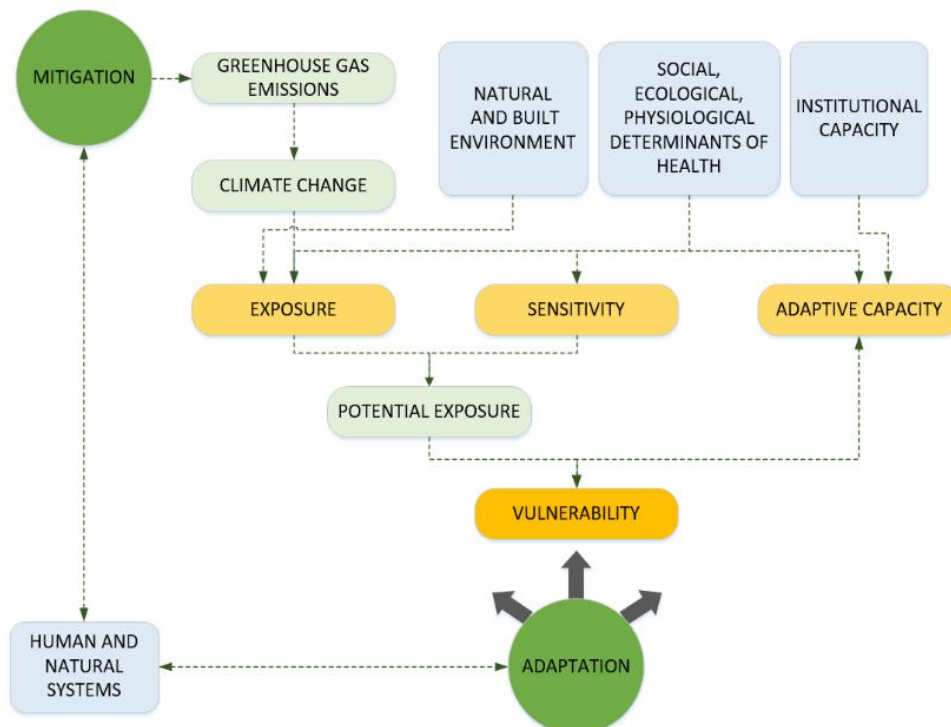 MITIGATION
GREENHOUSE GAS
EMISSIONS
NATURAL
AND BUILT
ENVIRONMENT
SOCIAL,
ECOLOGICAL,
PHYSIOLOGICAL
DETERMINANTS OF
HEALTH
INSTITUTIONAL
CAPACITY
CLIMATE CHANGE
EXPOSURE
SENSITIVITY
ADAPTIVE CAPACITY
POTENTIAL EXPOSURE
VULNERABILITY
HUMAN AND
NATURAL
SYSTEMS
ADAPTATION